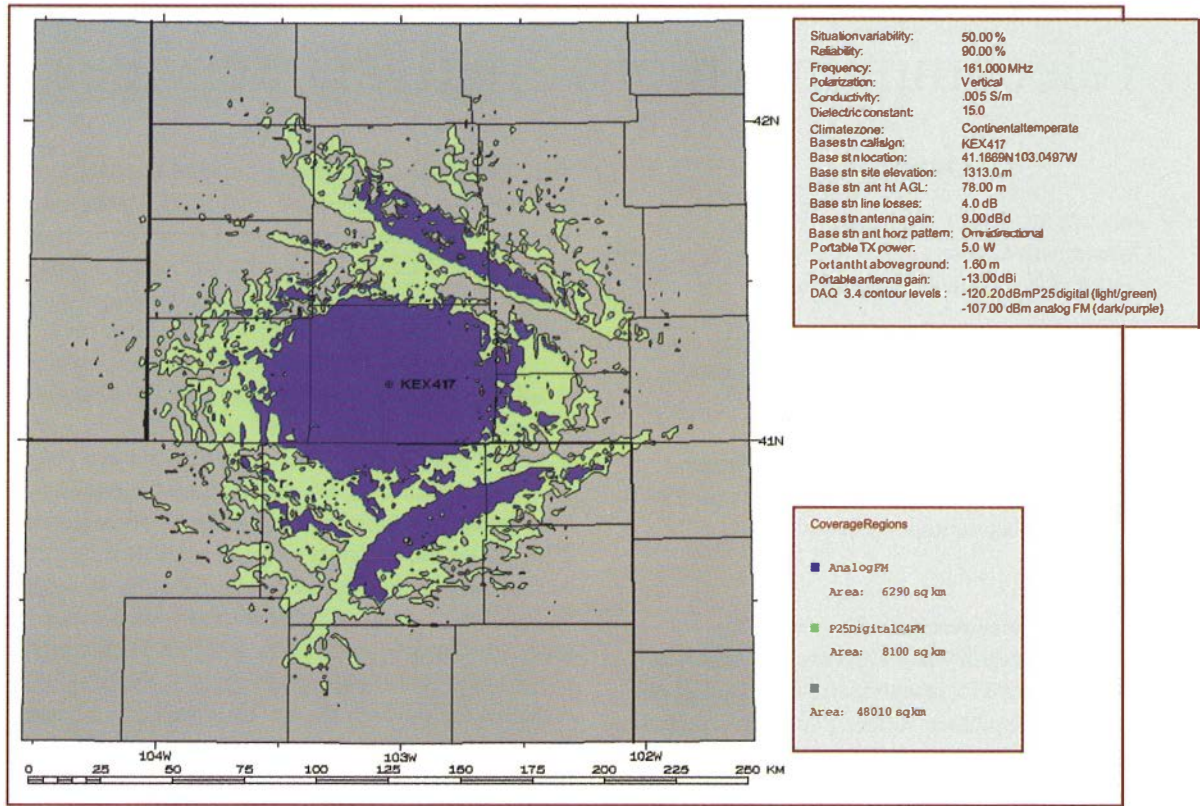 42N
KEX417
41N
104W
103W
102W
0 25 50 75 100 125 150 175 200 225 250 KM
Situation variability: 50.00 %
Reliability: 90.00 %
Frequency: 161.000 MHz
Polarization: Vertical
Conductivity: .005 S/m
Dielectric constant: 15.0
Climate zone: Continental temperate
Base stn callsign: KEX417
Base stn location: 41.1669N 103.0497W
Base stn site elevation: 1313.0 m
Base stn ant ht AGL: 78.00 m
Base stn line losses: 4.0 dB
Base stn antenna gain: 9.00 dBd
Base stn ant horz pattern: Omnidirectional
Portable TX power: 5.0 W
Port ant ht above ground: 1.60 m
Portable antenna gain: -13.00 dBi
DAQ 3.4 contour levels : -120.20 dBm P25 digital (light/green)
-107.00 dBm analog FM (dark/purple)
Coverage Regions
AnalogFM
Area: 6290 sq km
P25DigitalC4FM
Area: 8100 sq km
Area: 48010 sq km